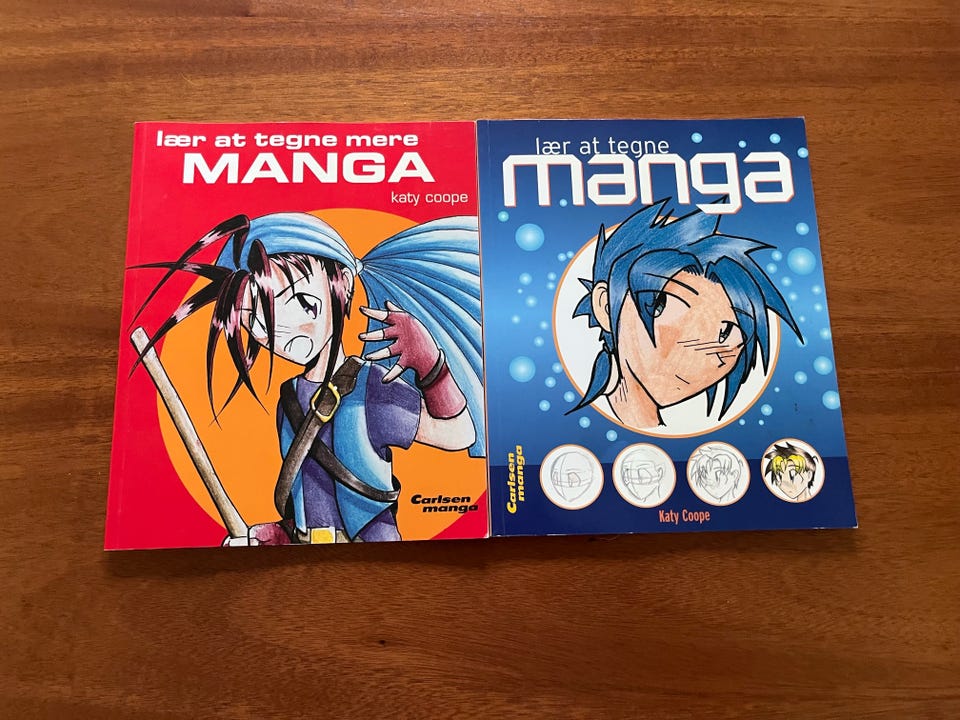 lær at tegne mere
MANGA
katy coope
Carlsen
manga
lær at tegne
manga
Carlsen
manga
Katy Coope